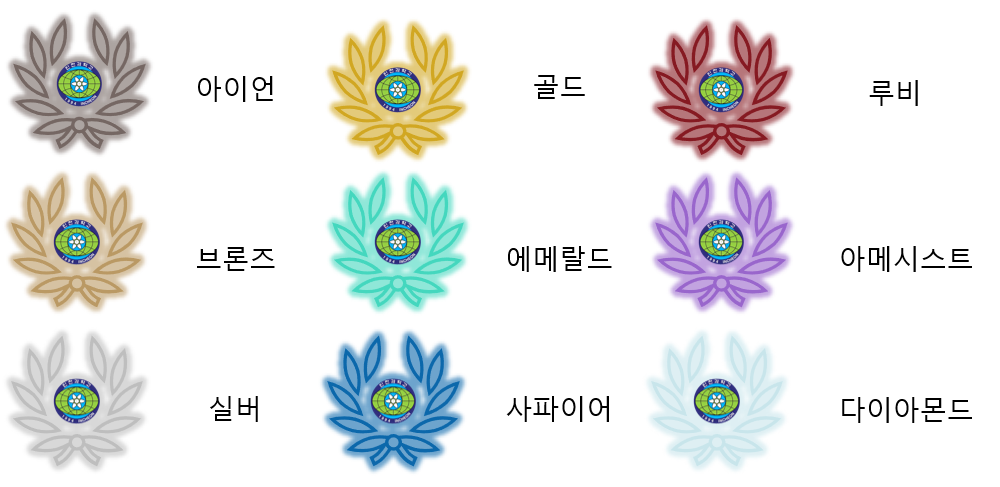 아이언
골드
루비
브론즈
에메랄드
아메시스트
실버
사파이어
다이아몬드